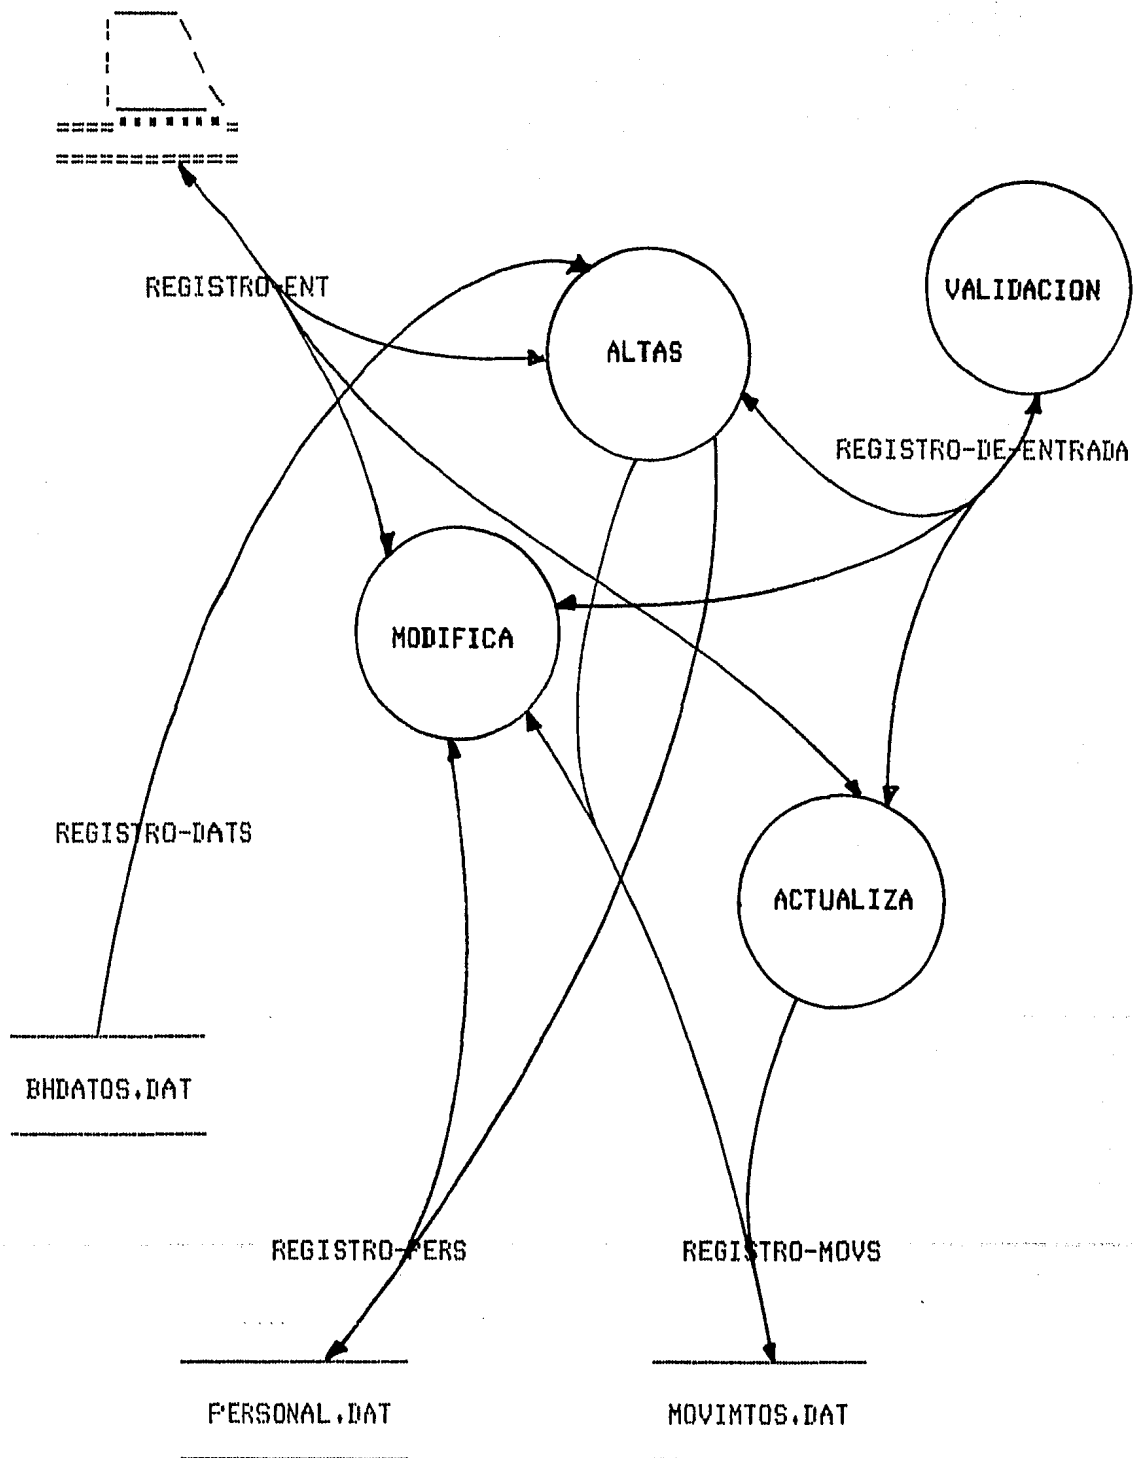 REGISTRO-ENT
VALIDACION
ALTAS
REGISTRO-DE-ENTRADA
MODIFICA
REGISTRO-DATS
ACTUALIZA
BHDATOS.DAT
REGISTRO-PERS
REGISTRO-MOVS
PERSONAL.DAT
MOVIMTOS.DAT